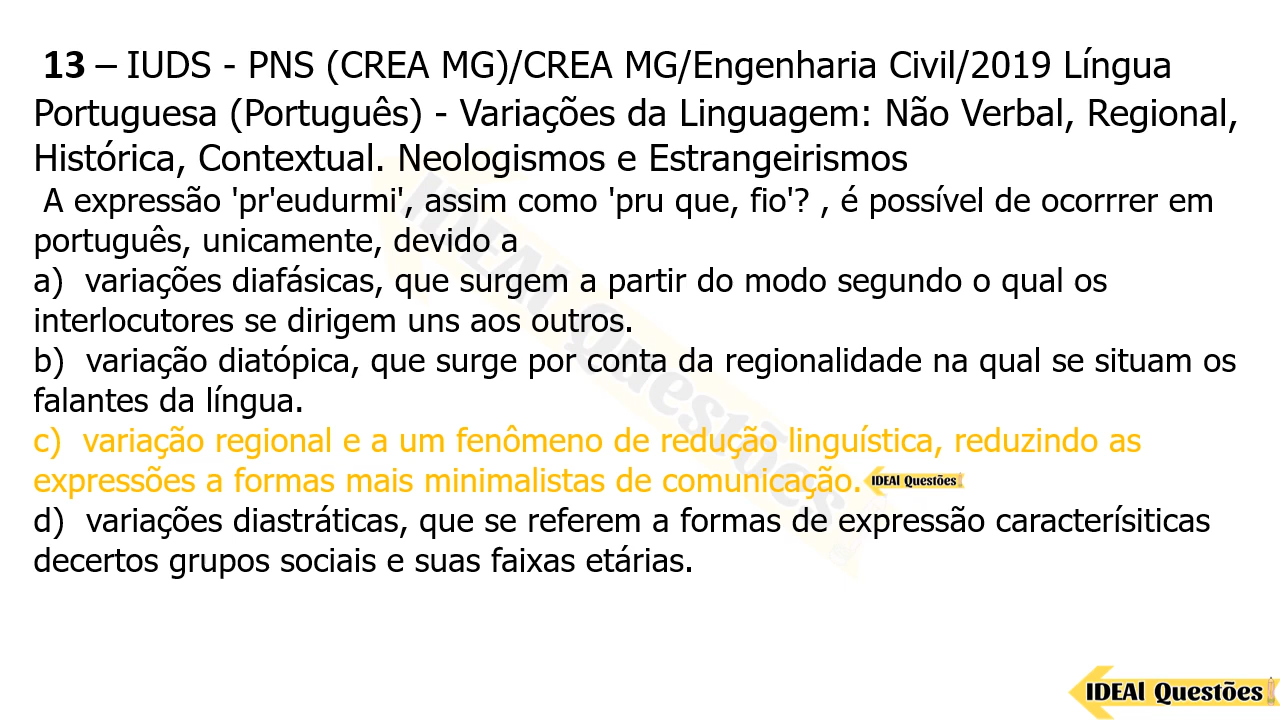 13 – IUDS - PNS (CREA MG)/CREA MG/Engenharia Civil/2019 Língua
Portuguesa (Português) - Variações da Linguagem: Não Verbal, Regional,
Histórica, Contextual. Neologismos e Estrangeirismos
A expressão 'pr'eudurmi', assim como 'pru que, fio'? , é possível de ocorrrer em
português, unicamente, devido a
a) variações diafásicas, que surgem a partir do modo segundo o qual os
interlocutores se dirigem uns aos outros.
b) variação diatópica, que surge por conta da regionalidade na qual se situam os
falantes da língua.
c) variação regional e a um fenômeno de redução linguística, reduzindo as
expressões a formas mais minimalistas de comunicação. IDEAl Questões
d) variações diastráticas, que se referem a formas de expressão caracterísiticas
decertos grupos sociais e suas faixas etárias.
IDEAl Questões
IDEAl Questões